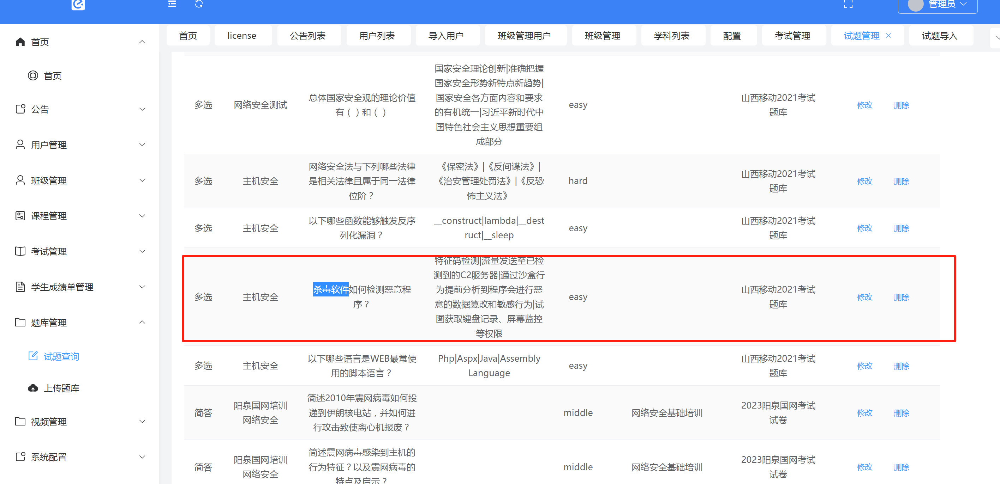 管理员
首页
license
公告列表
用户列表
导入用户
班级管理用户
班级管理
学科列表
配置
考试管理
试题管理
试题导入
首页
首页
公告
用户管理
班级管理
课程管理
考试管理
学生成绩单管理
题库管理
试题查询
上传题库
视频管理
系统配置
多选
网络安全测试
总体国家安全观的理论价值
有（ ）和（ ）
国家安全理论创新|准确把握
国家安全形势新特点新趋势|
国家安全各方面内容和要求
的有机统一|习近平新时代中
国特色社会主义思想重要组
成部分
easy
山西移动2021考试
题库
修改
删除
多选
主机安全
网络安全法与下列哪些法律
是相关法律且属于同一法律
位阶？
《保密法》|《反间谍法》|
《治安管理处罚法》|《反恐
怖主义法》
hard
山西移动2021考试
题库
修改
删除
多选
主机安全
以下哪些函数能够触发反序
列化漏洞？
__construct|lambda|__dest
ruct|__sleep
easy
山西移动2021考试
题库
修改
删除
多选
主机安全
杀毒软件如何检测恶意程
序？
特征码检测|流量发送至已检
测到的C2服务器|通过沙盒行
为提前分析到程序会进行恶
意的数据篡改和敏感行为|试
图获取键盘记录、屏幕监控
等权限
easy
山西移动2021考试
题库
修改
删除
多选
主机安全
以下哪些语言是WEB最常使
用的脚本语言？
Php|Aspx|Java|Assembly
Language
easy
山西移动2021考试
题库
修改
删除
简答
阳泉国网培训
网络安全
简述2010年震网病毒如何投
递到伊朗核电站，并如何进
行攻击致使离心机报废？
middle
网络安全基础培训
2023阳泉国网考试
试卷
修改
删除
简答
阳泉国网培训
网络安全
简述震网病毒感染到主机的
行为特征？以及震网病毒的
特点及启示？
middle
网络安全基础培训
2023阳泉国网考试
试卷
修改
删除